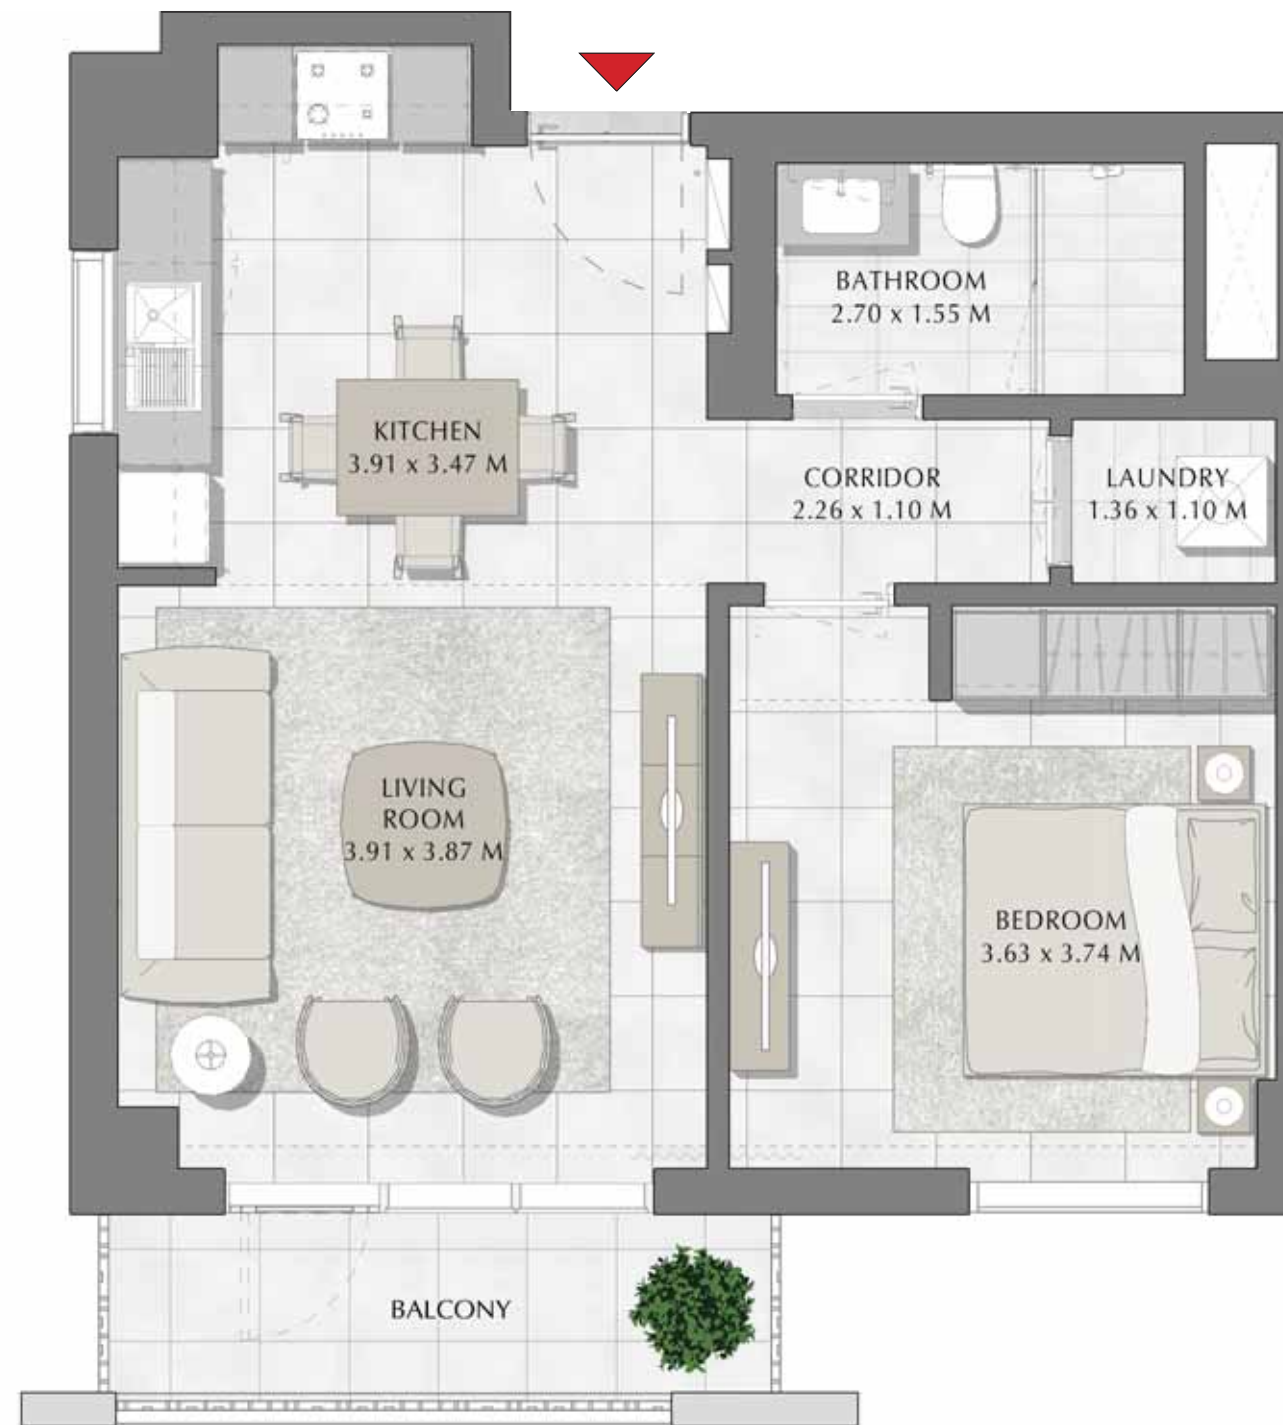 BATHROOM
2.70 x 1.55 M
KITCHEN
3.91 x 3.47 M
CORRIDOR
2.26 x 1.10 M
LAUNDRY
1.36 x 1.10 M
LIVING
ROOM
3.91 x 3.87 M
BEDROOM
3.63 x 3.74 M
BALCONY